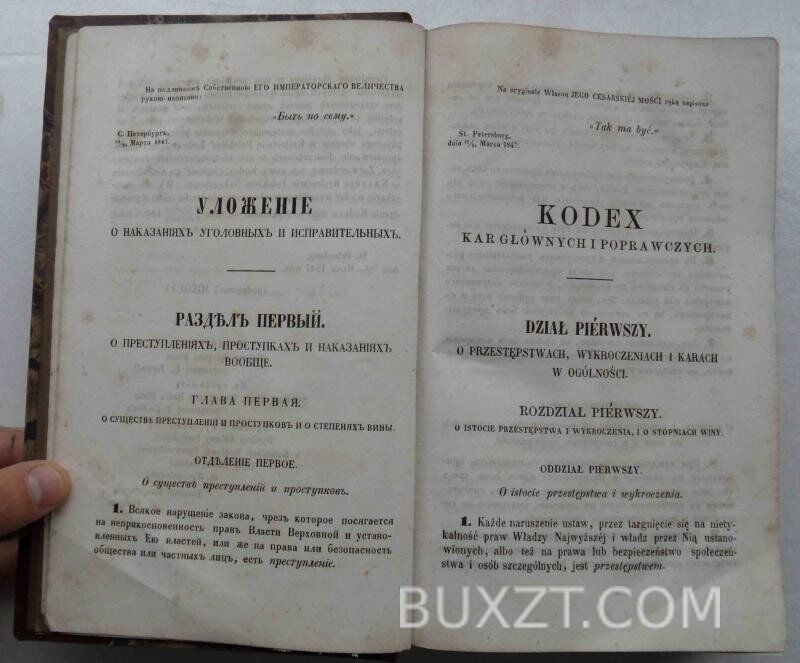 На подлинномъ Собственною ЕГО ИМПЕРАТОРСКАГО ВЕЛИЧЕСТВА
рукою написано:
»Быть по сему.»
С. Петербургъ,
Марта 1847.
УЛОЖЕНІЕ
О НАКАЗАНІЯХЪ УГОЛОВНЫХЪ И ИСПРАВИТЕЛЬНЫХЪ.
РАЗДѢЛЪ ПЕРВЫЙ.
О ПРЕСТУПЛЕНІЯХЪ, ПРОСТУПКАХЪ И НАКАЗАНІЯХЪ
ВООБЩЕ.
ГЛАВА ПЕРВАЯ.
О СУЩЕСТВѢ ПРЕСТУПЛЕНІЙ И ПРОСТУПКОВЪ И О СТЕПЕНЯХЪ ВИНЫ.
ОТДѢЛЕНІЕ ПЕРВОЕ.
О существѣ преступленій и проступковъ.
1. Всякое нарушеніе закона, чрезъ которое посягается
на неприкосновенность правъ Власти Верховной и установ-
ленныхъ Ею властей, или же на права или безопасность
общества или частныхъ лицъ, есть преступленіе.
Na oryginale Własną JEGO CESARSKIÉJ MOŚCI ręką napisano
»Tak ma być.»
St. Petersburg,
dnia Marca 1847.
KODEX
KAR GŁÓWNYCH I POPRAWCZYCH.
DZIAŁ PIÉRWSZY.
O PRZESTĘPSTWACH, WYKROCZENIACH I KARACH
W OGÓLNOŚCI.
ROZDZIAŁ PIÉRWSZY.
O ISTOCIE PRZESTĘPSTWA I WYKROCZENIA, I O STOPNIACH WINY.
ODDZIAŁ PIÉRWSZY.
O istocie przestępstwa i wykroczenia.
1. Każde naruszenie ustaw, przez targnięcie się na niety-
kalność praw Władzy Najwyższéj i władz przez Nią ustano-
wionych, albo téż na prawa lub bezpieczeństwo społeczeń-
stwa i osób szczególnych, jest przestępstwem.
BUXZT.COM